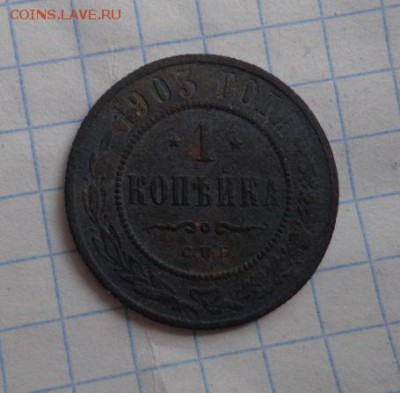 COINS.LAVE.RU
1903 ГОДА.
* 1 *
КОПѢЙКА
С.П.Б.